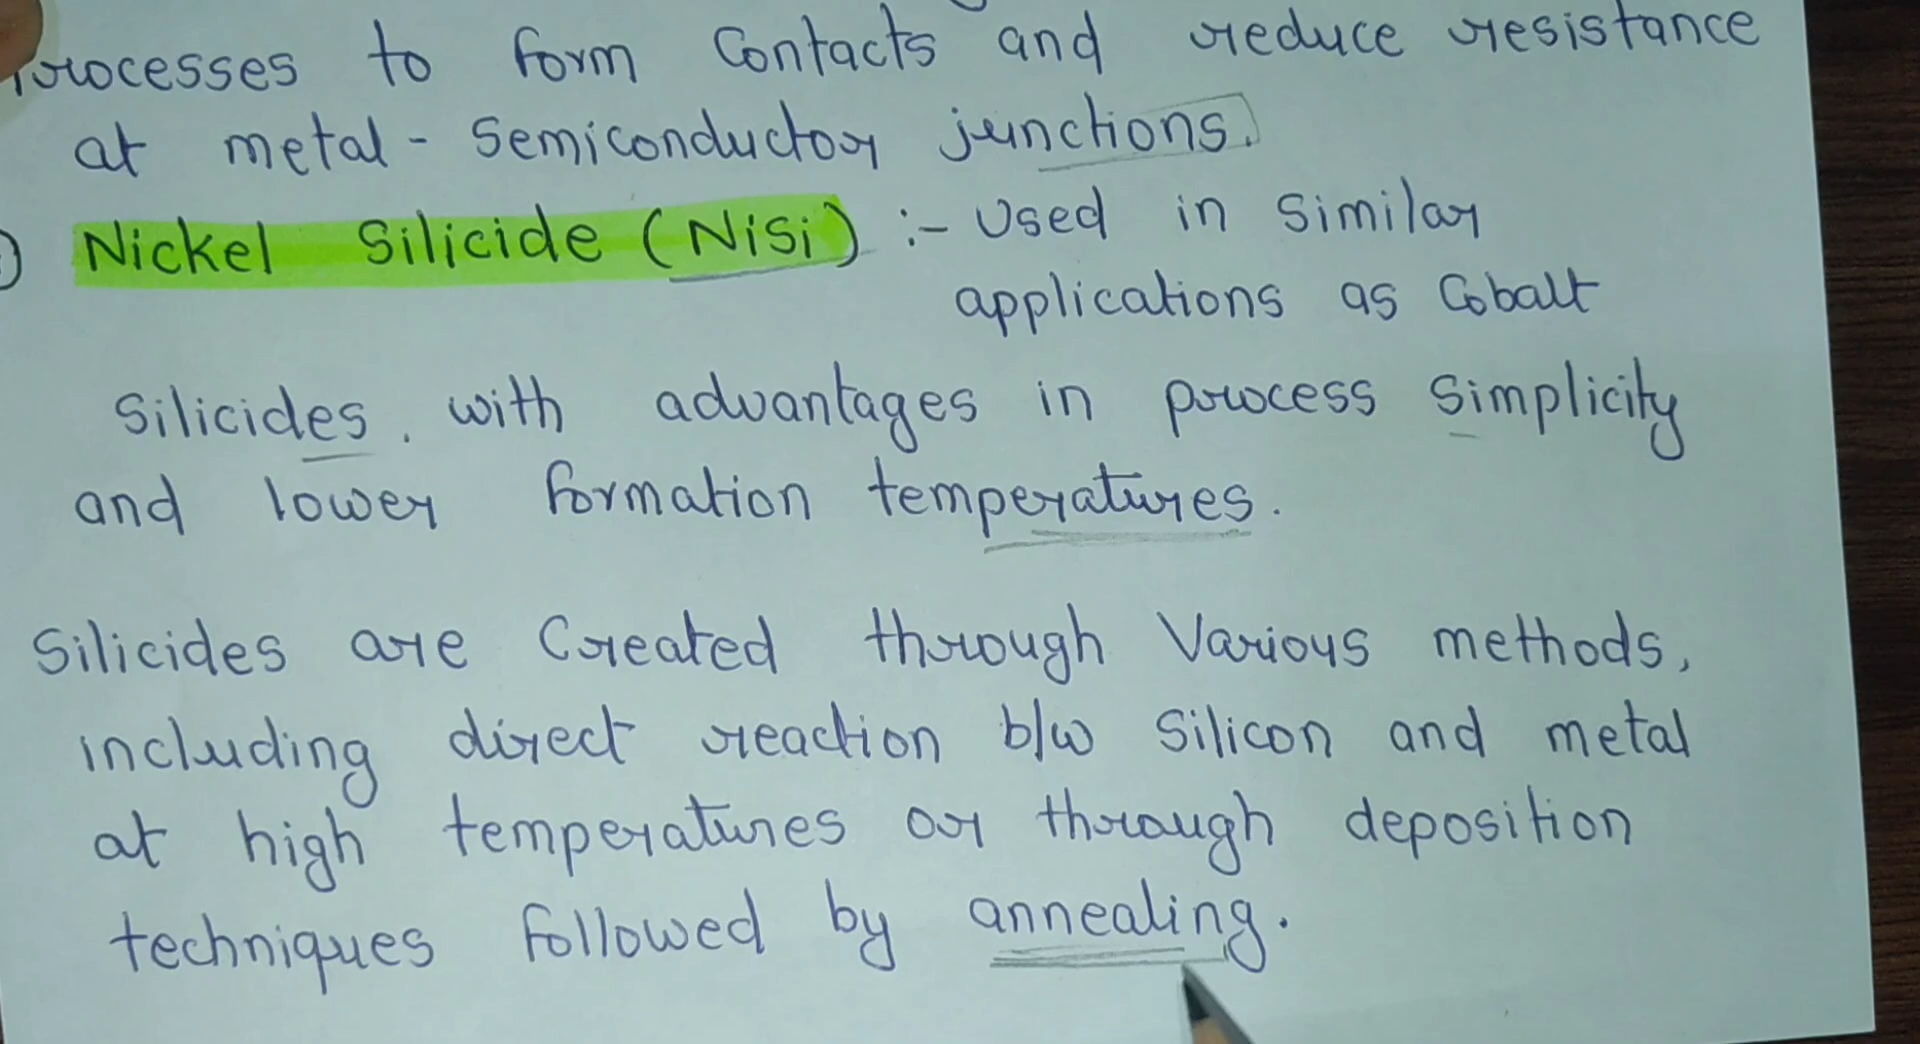 processes to form Contacts and reduce resistance
at metal - Semiconductor junctions.
Nickel Silicide (NiSi) :- Used in Similar
applications as Cobalt
Silicides, with advantages in process Simplicity
and lower formation temperatures.
Silicides are Created through Various methods,
including direct reaction b/w Silicon and metal
at high temperatures or through deposition
techniques followed by annealing.